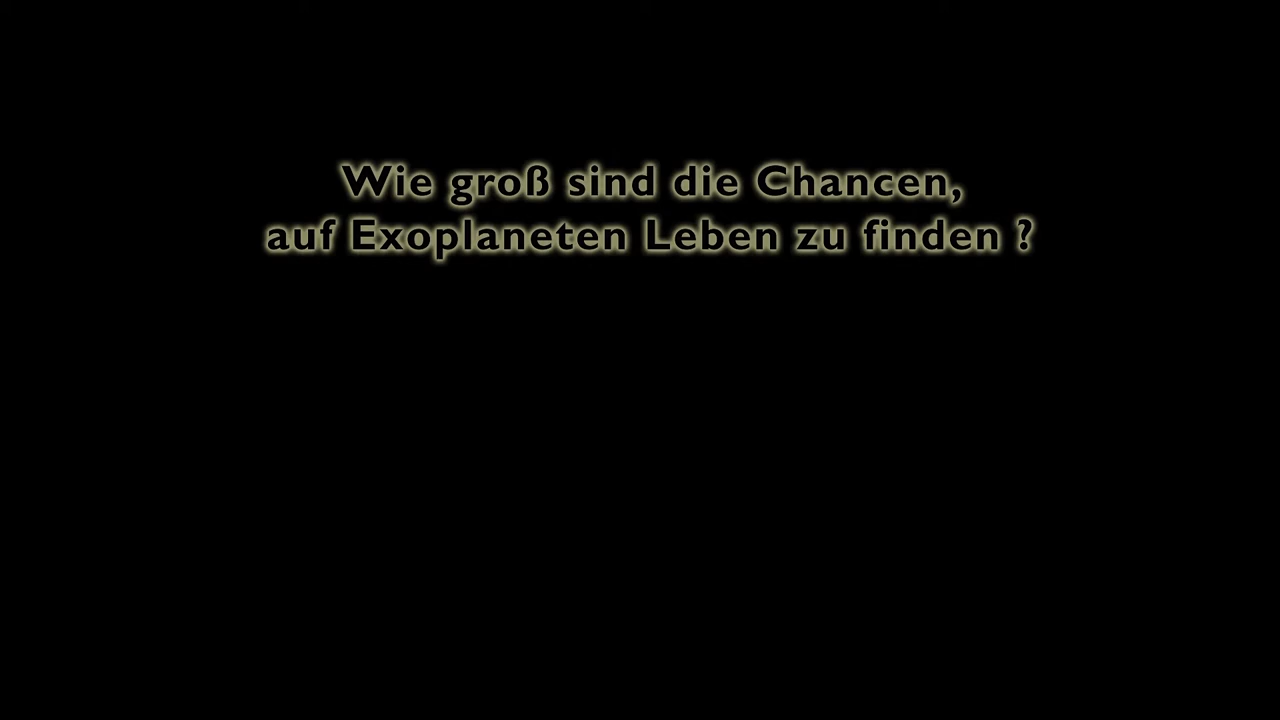 Wie groß sind die Chancen,
auf Exoplaneten Leben zu finden ?